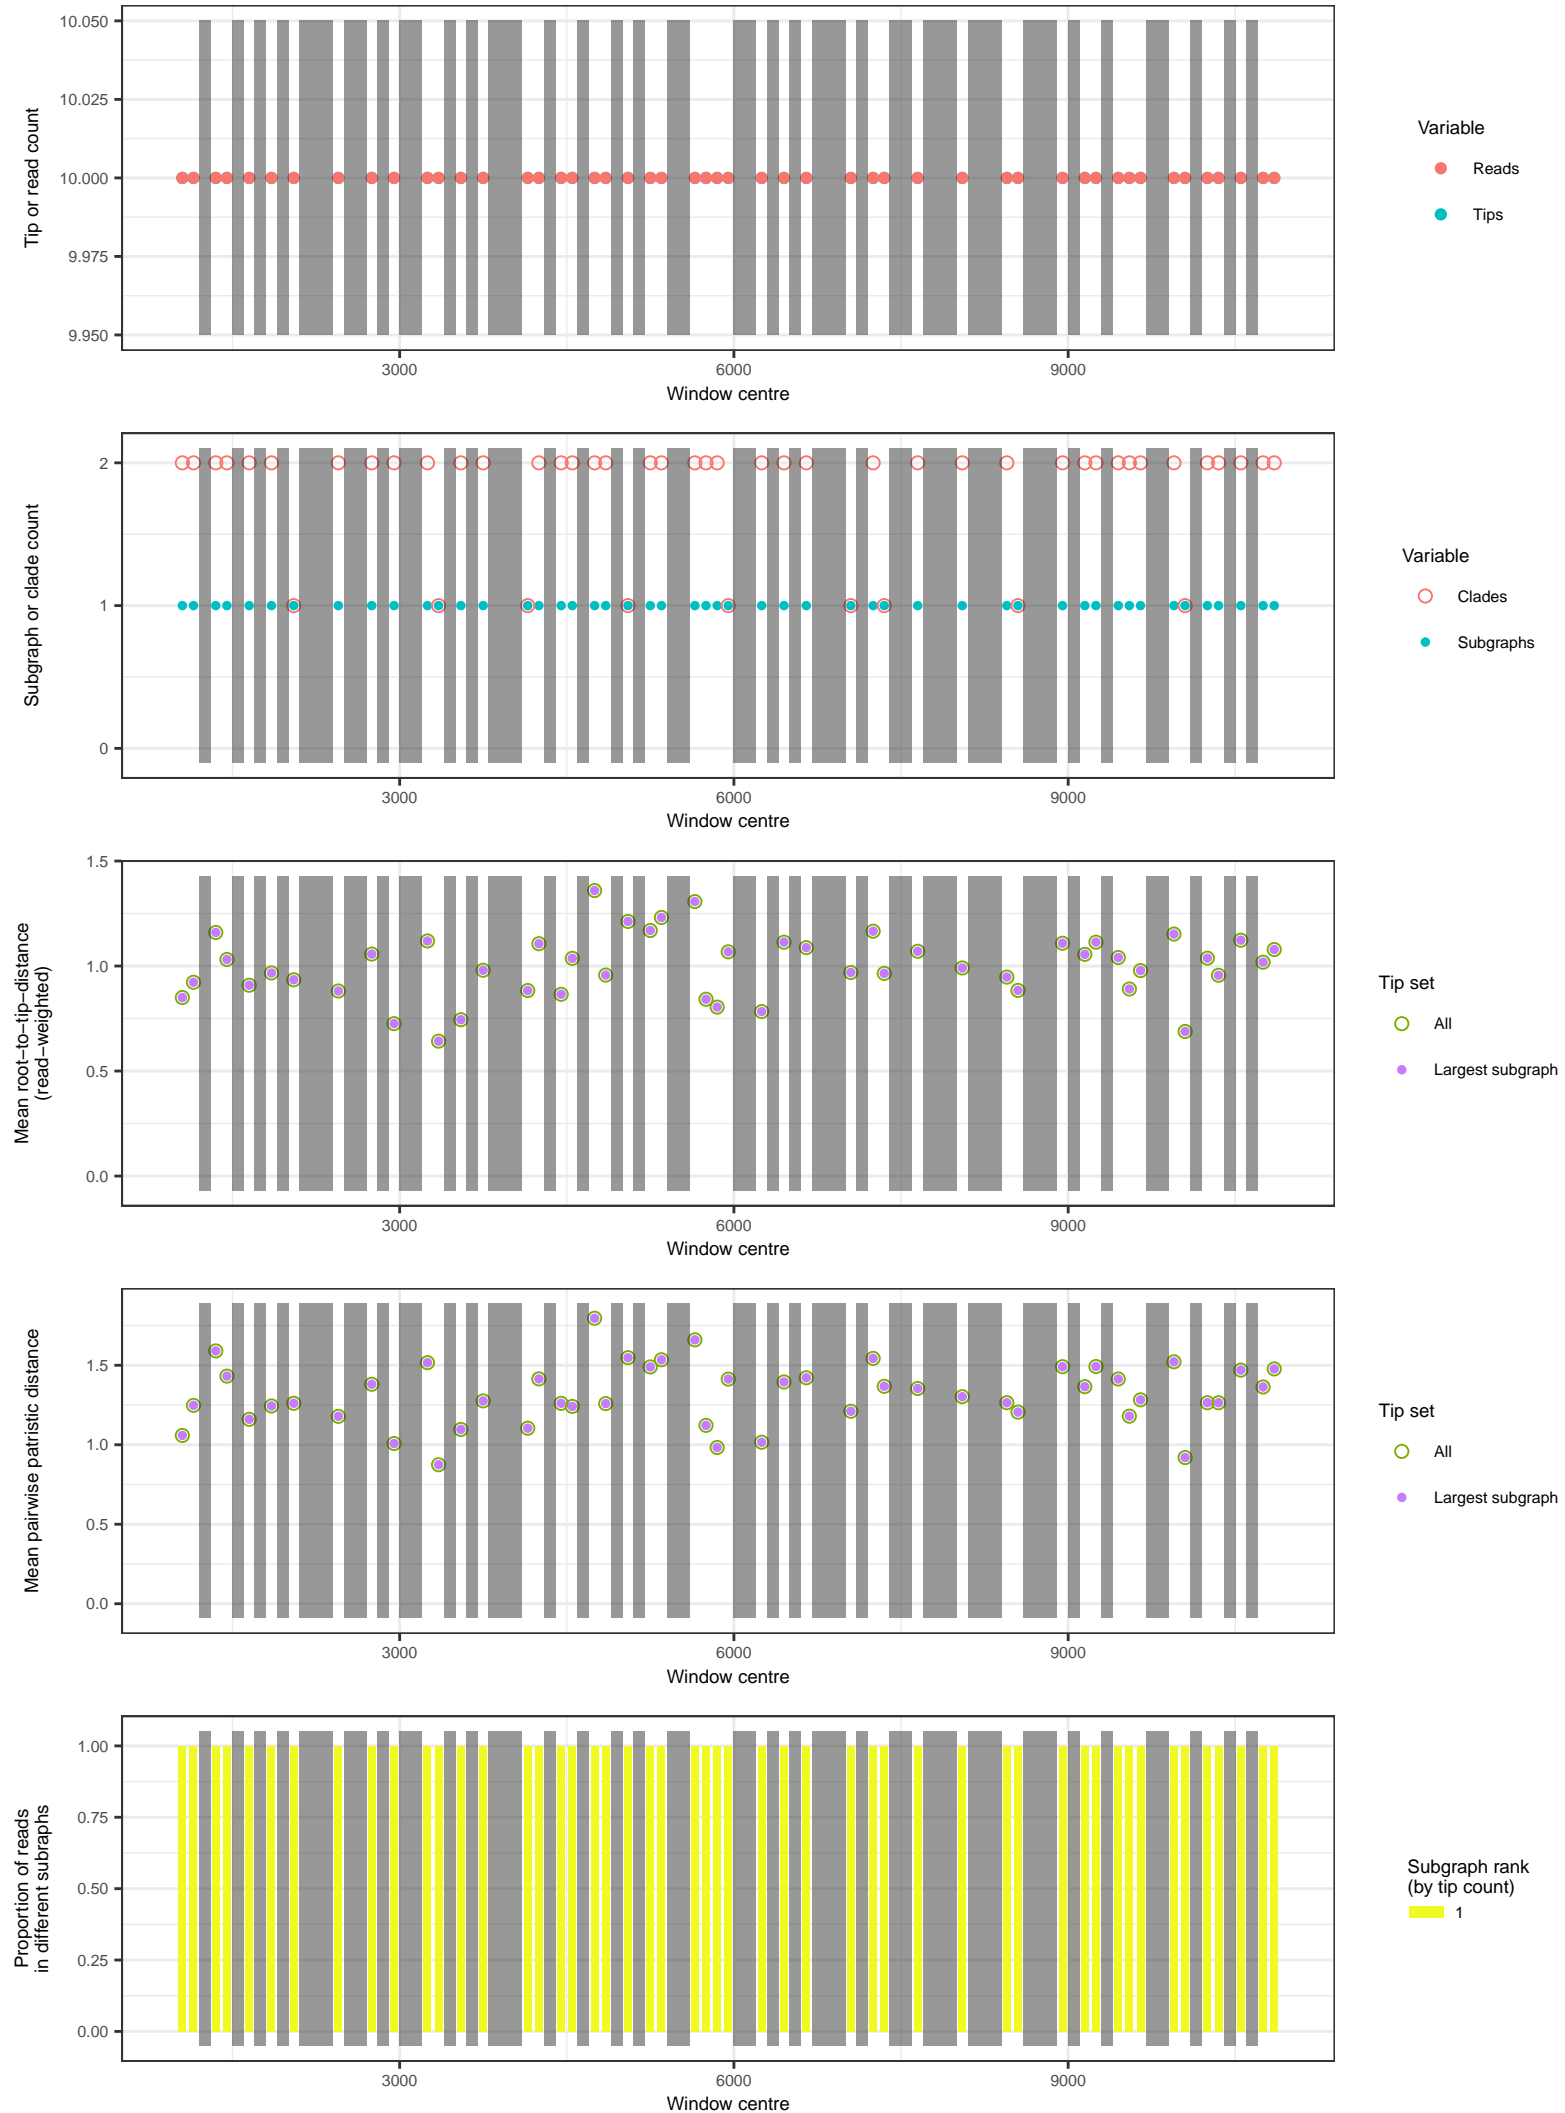 10.050
10.025
10.000
9.975
9.950
Tip or read count
3000
6000
9000
Window centre
Variable
Reads
Tips
2
1
0
Subgraph or clade count
3000
6000
9000
Window centre
Variable
Clades
Subgraphs
1.5
1.0
0.5
0.0
Mean root−to−tip−distance
(read−weighted)
3000
6000
9000
Window centre
Tip set
All
Largest subgraph
1.5
1.0
0.5
0.0
Mean pairwise patristic distance
3000
6000
9000
Window centre
Tip set
All
Largest subgraph
1.00
0.75
0.50
0.25
0.00
Proportion of reads
in different subraphs
3000
6000
9000
Window centre
Subgraph rank
(by tip count)
1